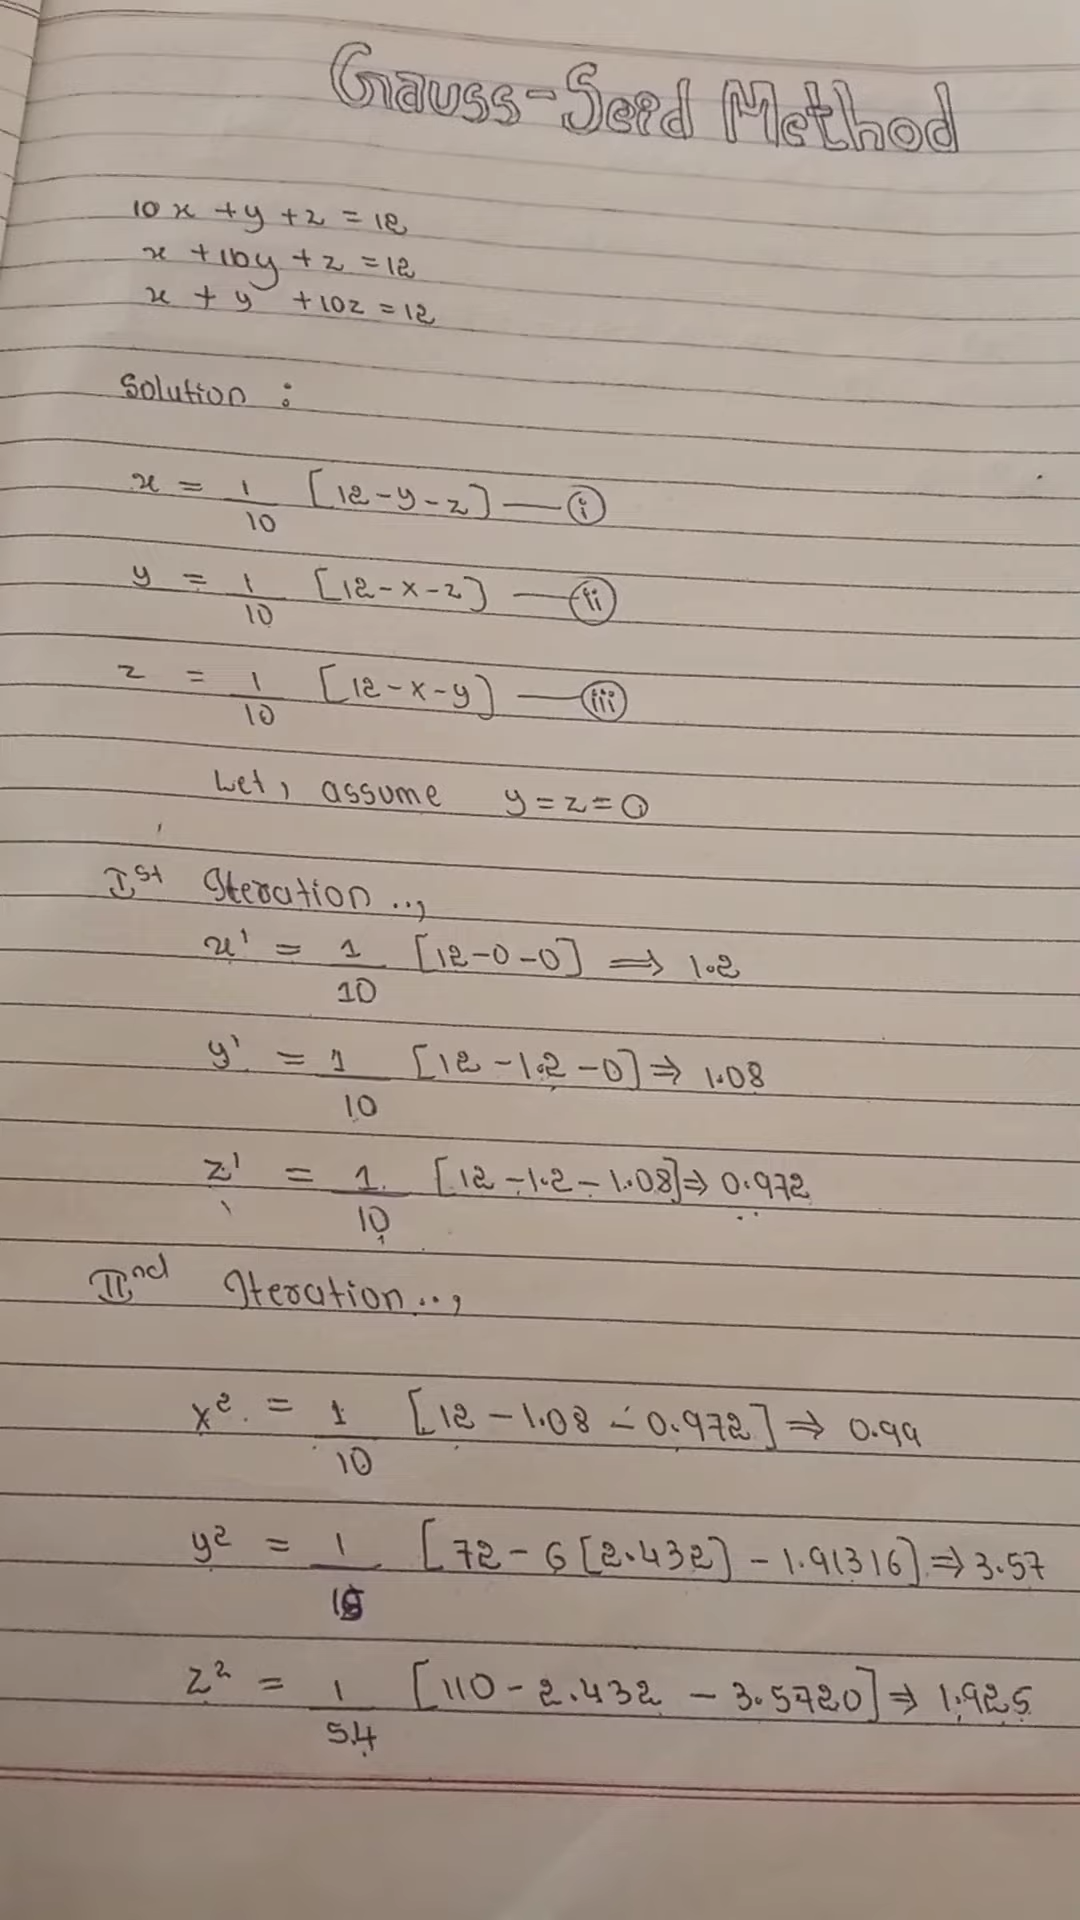 Gauss-Seid Method
10x + y + z = 12
x + 10y + z = 12
x + y + 10z = 12
Solution :
x = 1/10 [12 - y - z] — (i)
y = 1/10 [12 - x - z] — (ii)
z = 1/10 [12 - x - y] — (iii)
Let, assume y = z = 0
Ist Iteration..,
x¹ = 1/10 [12 - 0 - 0] ⇒ 1.2
y¹ = 1/10 [12 - 1.2 - 0] ⇒ 1.08
z¹ = 1/10 [12 - 1.2 - 1.08] ⇒ 0.972
IInd Iteration..,
x² = 1/10 [12 - 1.08 - 0.972] ⇒ 0.99
y² = 1/15 [72 - 6[2.432] - 1.91316] ⇒ 3.57
z² = 1/54 [110 - 2.432 - 3.5720] ⇒ 1.925